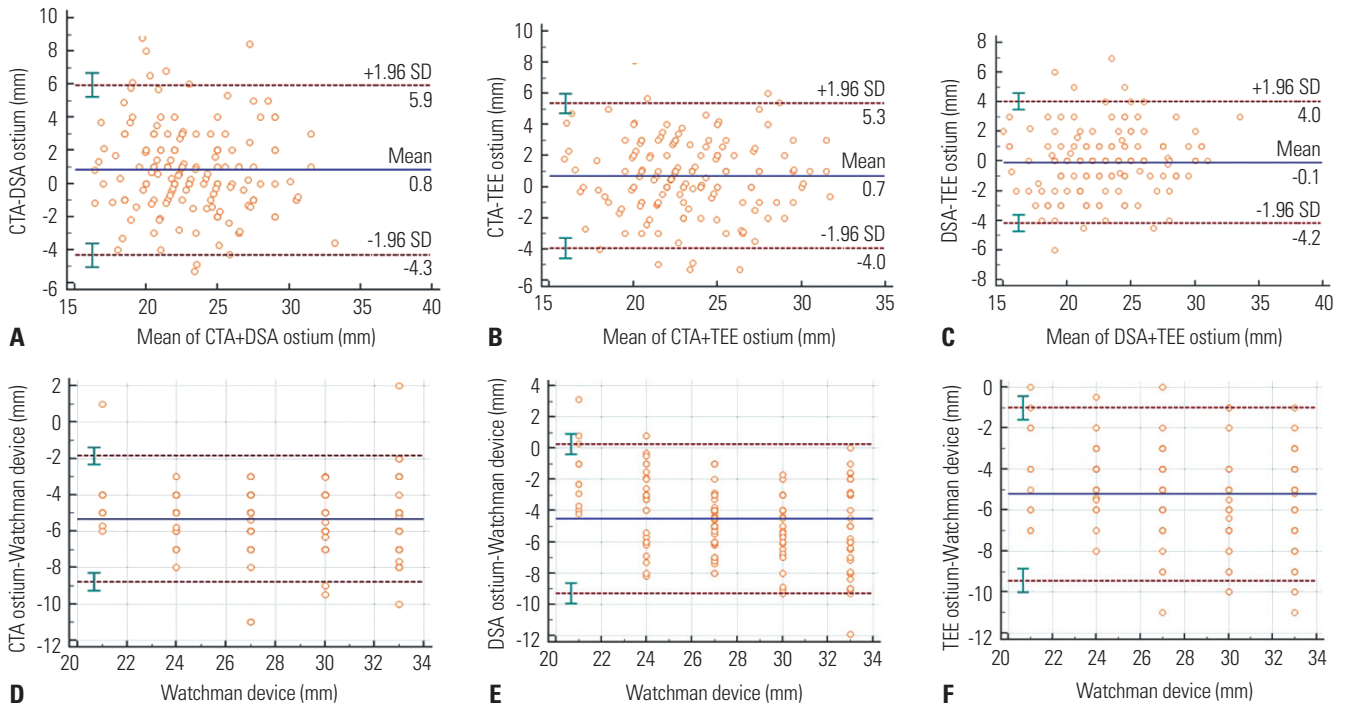 CTA-DSA ostium (mm)
10
8
6
4
2
0
-2
-4
-6
+1.96 SD
5.9
Mean
0.8
-1.96 SD
-4.3
15 20 25 30 35 40
A Mean of CTA+DSA ostium (mm)
CTA-TEE ostium (mm)
10
8
6
4
2
0
-2
-4
6
+1.96 SD
5.3
Mean
0.7
-1.96 SD
-4.0
15 20 25 30 35
B Mean of CTA+TEE ostium (mm)
DSA-TEE ostium (mm)
8
6
4
2
0
-2
-4
-6
8
+1.96 SD
4.0
Mean
-0.1
-1.96 SD
-4.2
15 20 25 30 35 40
C Mean of DSA+TEE ostium (mm)
CTA ostium-Watchman device (mm)
2
0
-2
-4
-6
-8
-10
-12
20 22 24 26 28 30 32 34
D Watchman device (mm)
DSA ostium-Watchman device (mm)
4
2
0
-2
-4
-6
-8
-10
-12
20 22 24 26 28 30 32 34
E Watchman device (mm)
TEE ostium-Watchman device (mm)
0
-2
-4
-6
-8
-10
-12
20 22 24 26 28 30 32 34
F Watchman device (mm)